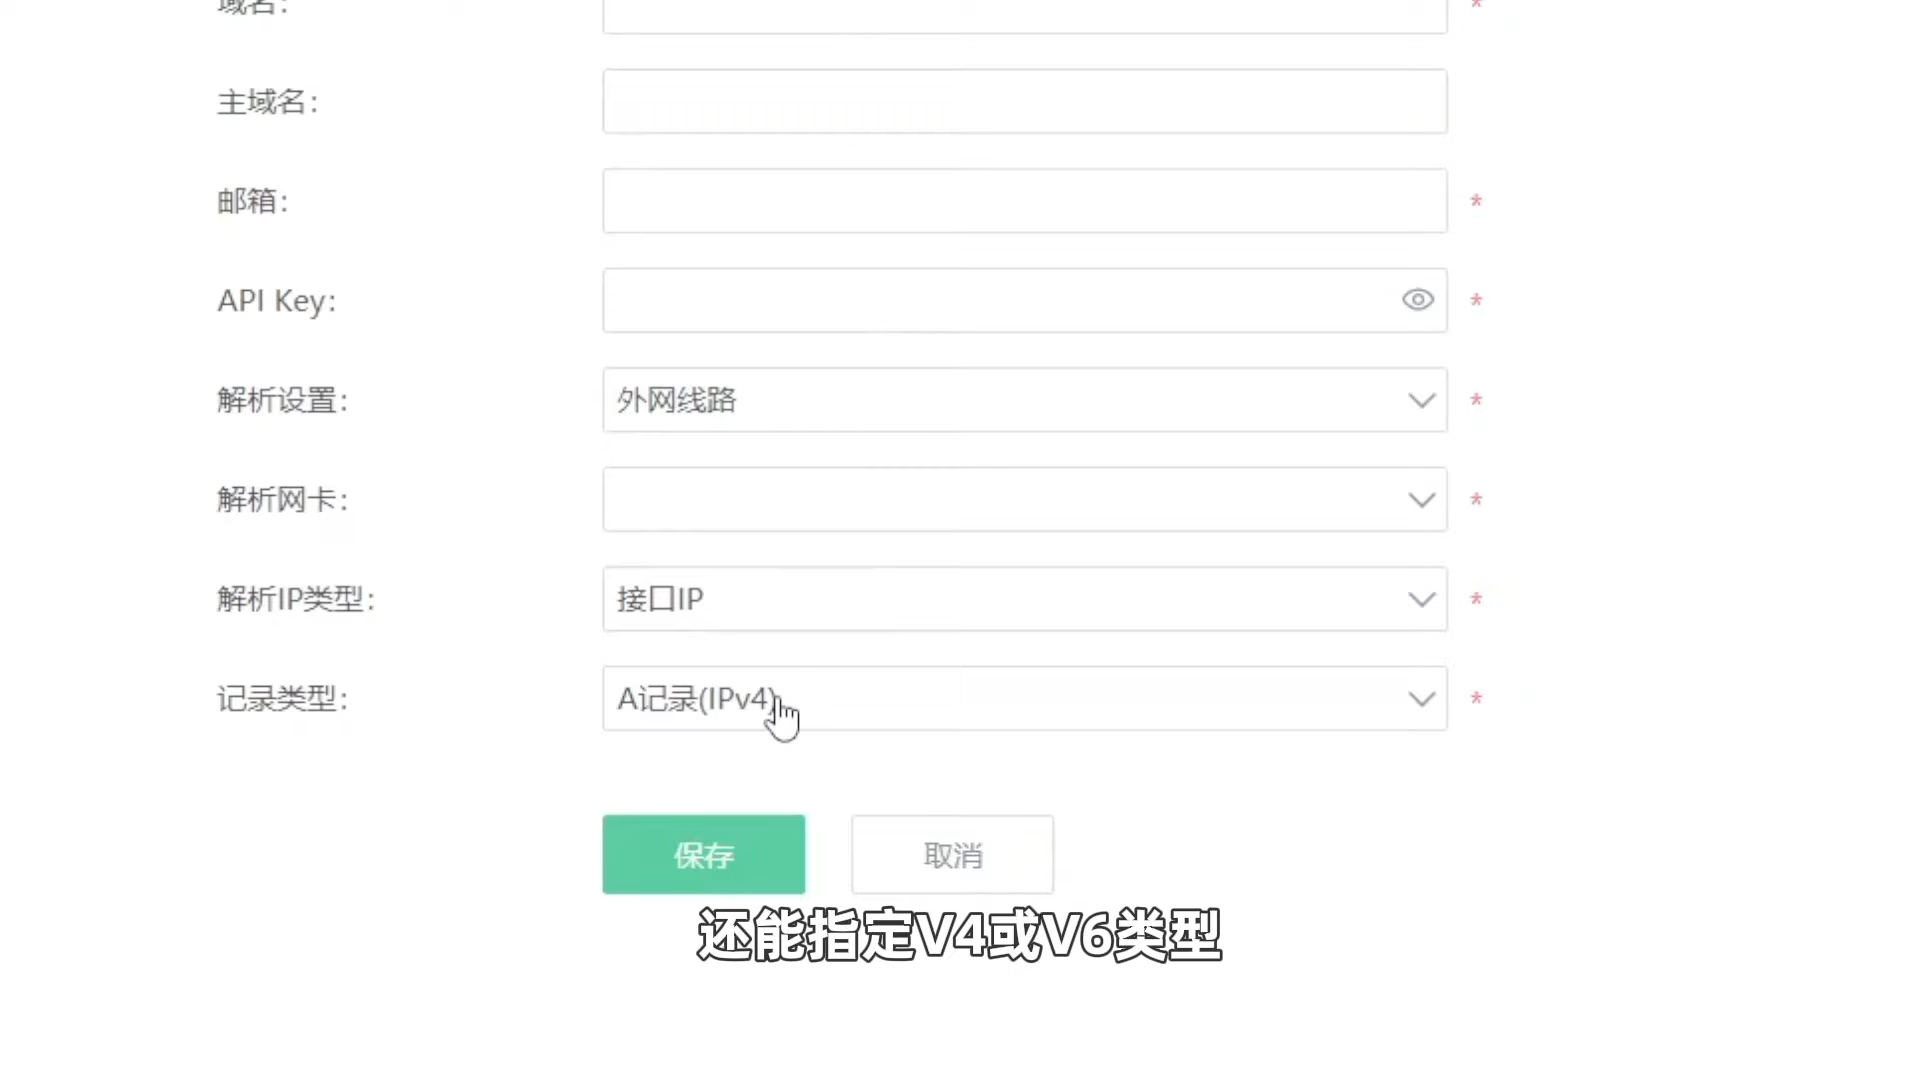 域名：
*
主域名：
邮箱：
*
API Key：
*
解析设置：
外网线路
*
解析网卡：
*
解析IP类型：
接口IP
*
记录类型：
A记录(IPv4)
*
保存
取消
还能指定V4或V6类型